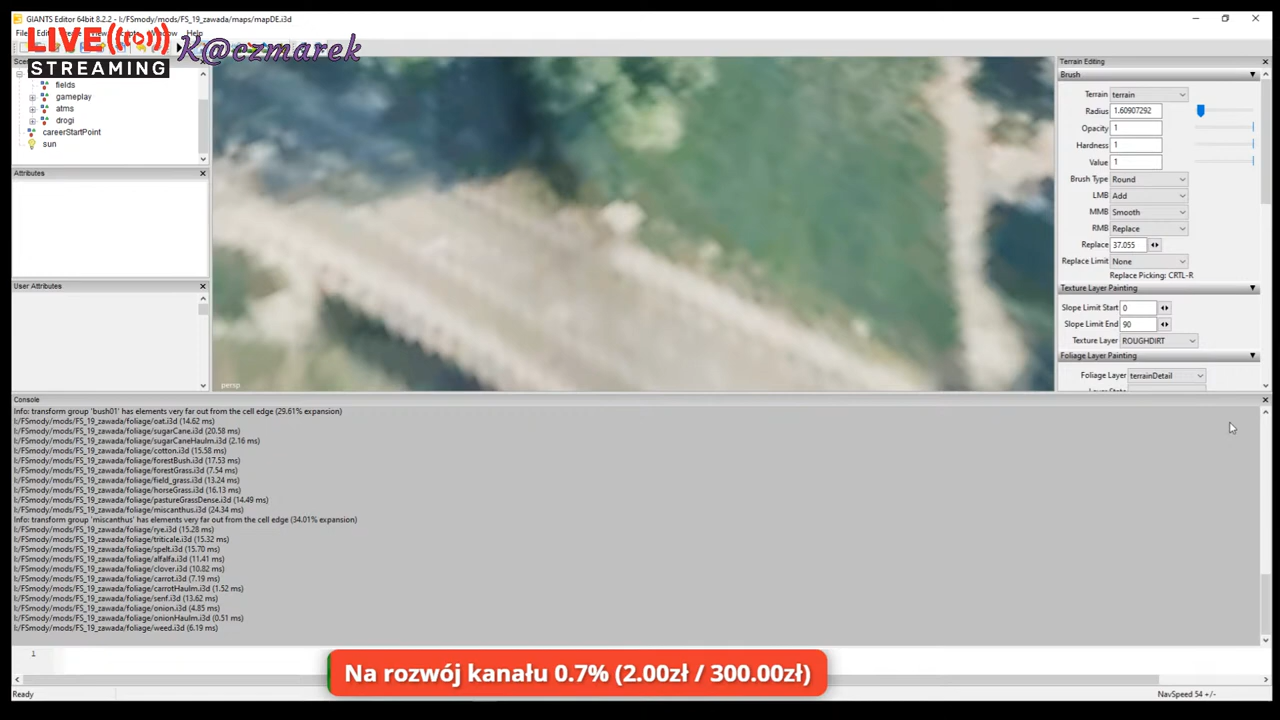 GIANTS Editor 64bit 8.2.2 - I:/FSmody/mods/FS_19_zawada/maps/mapDE.i3d
Help
LIVE
STREAMING
K@czmarek
fields
gameplay
atms
drogi
careerStartPoint
sun
Attributes
User Attributes
persp
Terrain Editing
Brush
Terrain terrain
Radius 1.60907292
Opacity 1
Hardness 1
Value 1
Brush Type Round
LMB Add
MMB Smooth
RMB Replace
Replace 37.055
Replace Limit None
Replace Picking: CRTL-R
Texture Layer Painting
Slope Limit Start 0
Slope Limit End 90
Texture Layer ROUGHDIRT
Foliage Layer Painting
Foliage Layer terrainDetail
Console
Info: transform group 'bush01' has elements very far out from the cell edge (29.61% expansion)
I:/FSmody/mods/FS_19_zawada/foliage/oat.i3d (14.62 ms)
I:/FSmody/mods/FS_19_zawada/foliage/sugarCane.i3d (20.58 ms)
I:/FSmody/mods/FS_19_zawada/foliage/sugarCaneHaulm.i3d (2.16 ms)
I:/FSmody/mods/FS_19_zawada/foliage/cotton.i3d (15.58 ms)
I:/FSmody/mods/FS_19_zawada/foliage/forestBush.i3d (17.53 ms)
I:/FSmody/mods/FS_19_zawada/foliage/forestGrass.i3d (7.54 ms)
I:/FSmody/mods/FS_19_zawada/foliage/field_grass.i3d (13.24 ms)
I:/FSmody/mods/FS_19_zawada/foliage/horseGrass.i3d (16.13 ms)
I:/FSmody/mods/FS_19_zawada/foliage/pastureGrassDense.i3d (14.49 ms)
I:/FSmody/mods/FS_19_zawada/foliage/miscanthus.i3d (24.34 ms)
Info: transform group 'miscanthus' has elements very far out from the cell edge (34.01% expansion)
I:/FSmody/mods/FS_19_zawada/foliage/rye.i3d (15.28 ms)
I:/FSmody/mods/FS_19_zawada/foliage/triticale.i3d (15.32 ms)
I:/FSmody/mods/FS_19_zawada/foliage/spelt.i3d (15.70 ms)
I:/FSmody/mods/FS_19_zawada/foliage/alfalfa.i3d (11.41 ms)
I:/FSmody/mods/FS_19_zawada/foliage/clover.i3d (10.82 ms)
I:/FSmody/mods/FS_19_zawada/foliage/carrot.i3d (7.19 ms)
I:/FSmody/mods/FS_19_zawada/foliage/carrotHaulm.i3d (1.52 ms)
I:/FSmody/mods/FS_19_zawada/foliage/senf.i3d (13.62 ms)
I:/FSmody/mods/FS_19_zawada/foliage/onion.i3d (4.85 ms)
I:/FSmody/mods/FS_19_zawada/foliage/onionHaulm.i3d (0.51 ms)
I:/FSmody/mods/FS_19_zawada/foliage/weed.i3d (6.19 ms)
1
Na rozwój kanału 0.7% (2.00zł / 300.00zł)
Ready
NavSpeed 54 +/-